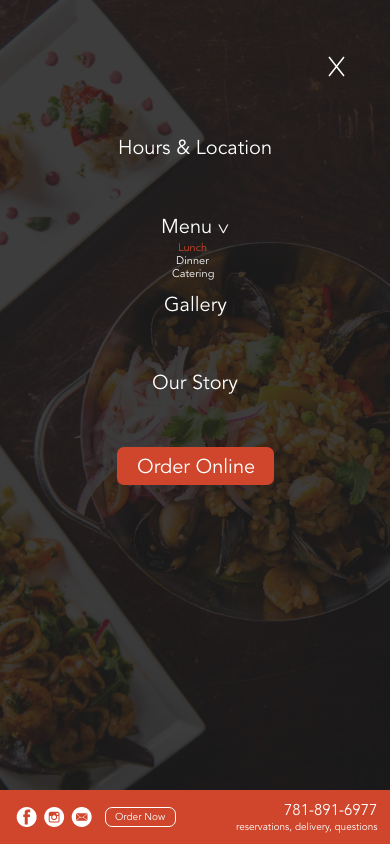 X
Hours & Location
Menu v
Lunch
Dinner
Catering
Gallery
Our Story
Order Online
Order Now
781-891-6977
reservations, delivery, questions